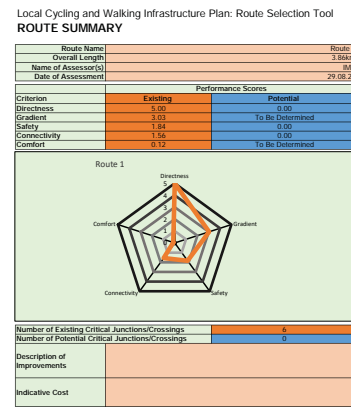 Local Cycling and Walking Infrastructure Plan: Route Selection Tool
ROUTE SUMMARY
Route Name Route
Overall Length 3.86k
Name of Assessor(s) IM
Date of Assessment 29.08.2
Performance Scores
Criterion Existing Potential
Directness 5.00 0.00
Gradient 3.03 To Be Determined
Safety 1.84 0.00
Connectivity 1.56 0.00
Comfort 0.12 To Be Determined
Route 1
Directness
5
4
3
2
1
0
Comfort Gradient
Connectivity Safety
Number of Existing Critical Junctions/Crossings 6
Number of Potential Critical Junctions/Crossings 0
Description of
Improvements
Indicative Cost